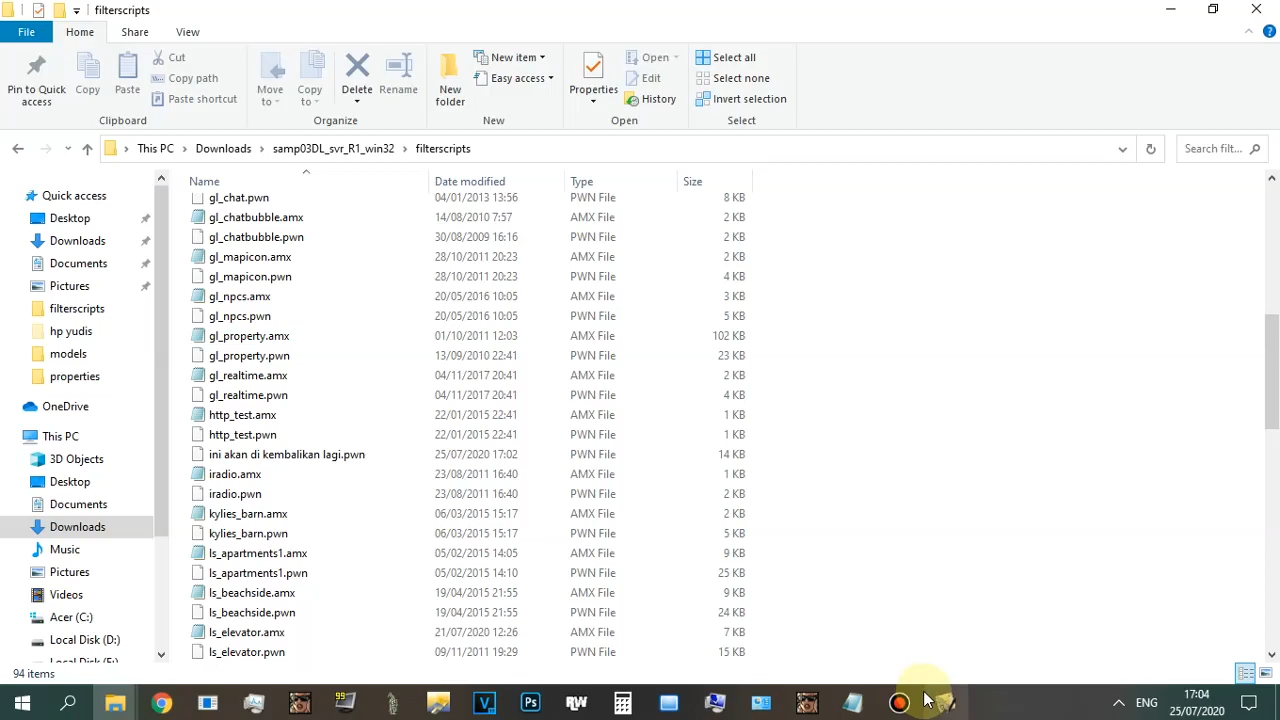 filterscripts
File Home Share View
Pin to Quick access
Copy
Paste
Cut
Copy path
Paste shortcut
Clipboard
Move to
Copy to
Delete
Rename
Organize
New folder
New item
Easy access
New
Properties
Open
Edit
History
Open
Select all
Select none
Invert selection
Select
This PC Downloads samp03DL_svr_R1_win32 filterscripts
Search filt...
Name Date modified Type Size
gl_chat.pwn 04/01/2013 13:56 PWN File 8 KB
gl_chatbubble.amx 14/08/2010 7:57 AMX File 2 KB
gl_chatbubble.pwn 30/08/2009 16:16 PWN File 2 KB
gl_mapicon.amx 28/10/2011 20:23 AMX File 2 KB
gl_mapicon.pwn 28/10/2011 20:23 PWN File 4 KB
gl_npcs.amx 20/05/2016 10:05 AMX File 3 KB
gl_npcs.pwn 20/05/2016 10:05 PWN File 5 KB
gl_property.amx 01/10/2011 12:03 AMX File 102 KB
gl_property.pwn 13/09/2010 22:41 PWN File 23 KB
gl_realtime.amx 04/11/2017 20:41 AMX File 2 KB
gl_realtime.pwn 04/11/2017 20:41 PWN File 4 KB
http_test.amx 22/01/2015 22:41 AMX File 1 KB
http_test.pwn 22/01/2015 22:41 PWN File 1 KB
ini akan di kembalikan lagi.pwn 25/07/2020 17:02 PWN File 14 KB
iradio.amx 23/08/2011 16:40 AMX File 1 KB
iradio.pwn 23/08/2011 16:40 PWN File 2 KB
kylies_barn.amx 06/03/2015 15:17 AMX File 2 KB
kylies_barn.pwn 06/03/2015 15:17 PWN File 5 KB
ls_apartments1.amx 05/02/2015 14:05 AMX File 9 KB
ls_apartments1.pwn 05/02/2015 14:10 PWN File 25 KB
ls_beachside.amx 19/04/2015 21:55 AMX File 9 KB
ls_beachside.pwn 19/04/2015 21:55 PWN File 24 KB
ls_elevator.amx 21/07/2020 12:26 AMX File 7 KB
ls_elevator.pwn 09/11/2011 19:29 PWN File 15 KB
Quick access
Desktop
Downloads
Documents
Pictures
filterscripts
hp yudis
models
properties
OneDrive
This PC
3D Objects
Desktop
Documents
Downloads
Music
Pictures
Videos
Acer (C:)
Local Disk (D:)
Local Disk (F:)
94 items
99
V
Ps
RW
ENG
17:04
25/07/2020